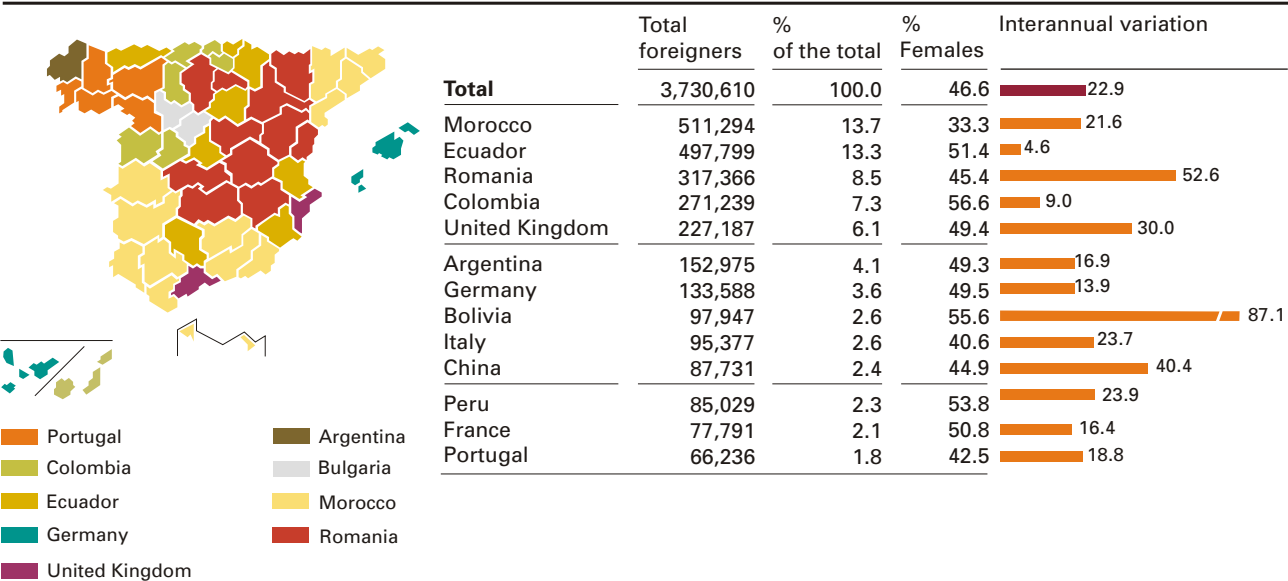 Total foreigners % of the total % Females Interannual variation
Total 3,730,610 100.0 46.6 22.9
Morocco 511,294 13.7 33.3 21.6
Ecuador 497,799 13.3 51.4 4.6
Romania 317,366 8.5 45.4 52.6
Colombia 271,239 7.3 56.6 9.0
United Kingdom 227,187 6.1 49.4 30.0
Argentina 152,975 4.1 49.3 16.9
Germany 133,588 3.6 49.5 13.9
Bolivia 97,947 2.6 55.6 87.1
Italy 95,377 2.6 40.6 23.7
China 87,731 2.4 44.9 40.4
Peru 85,029 2.3 53.8 23.9
France 77,791 2.1 50.8 16.4
Portugal 66,236 1.8 42.5 18.8
Portugal
Colombia
Ecuador
Germany
United Kingdom
Argentina
Bulgaria
Morocco
Romania